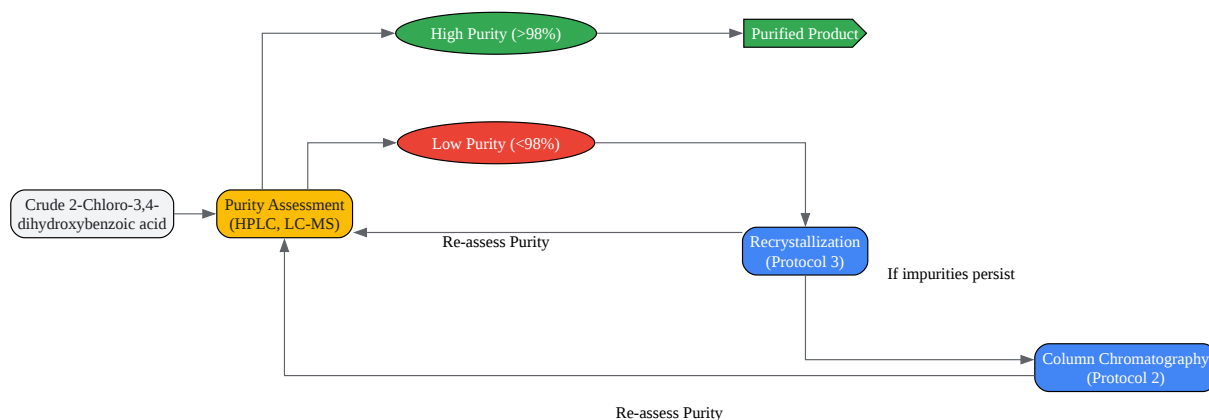 High Purity (>98%)
Purified Product
Low Purity (<98%)
Crude 2-Chloro-3,4-
dihydroxybenzoic acid
Purity Assessment
(HPLC, LC-MS)
Re-assess Purity
Recrystallization
(Protocol 3)
If impurities persist
Column Chromatography
(Protocol 2)
Re-assess Purity